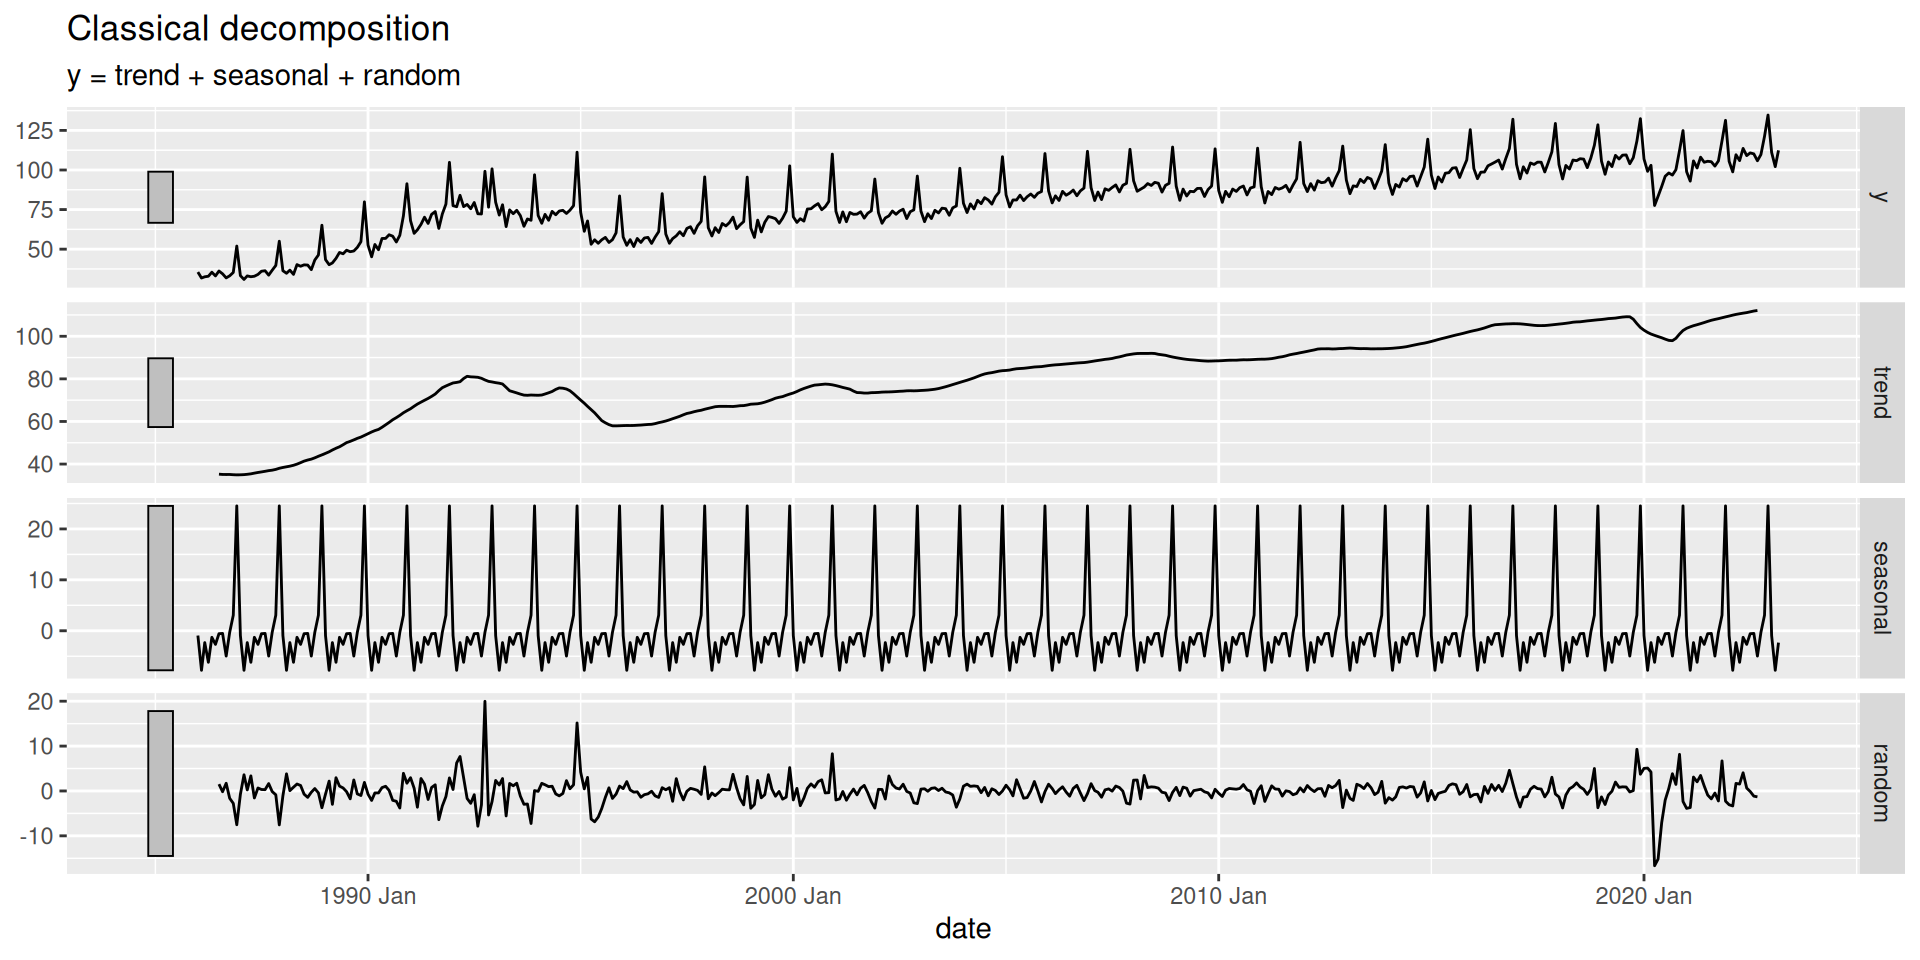 Classical decomposition
y = trend + seasonal + random
125
100
75
50
y
100
80
60
40
trend
20
10
0
seasonal
20
10
0
-10
random
1990 Jan 2000 Jan 2010 Jan 2020 Jan
date